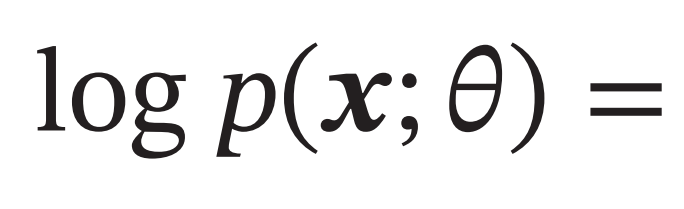 log p(x; θ) =